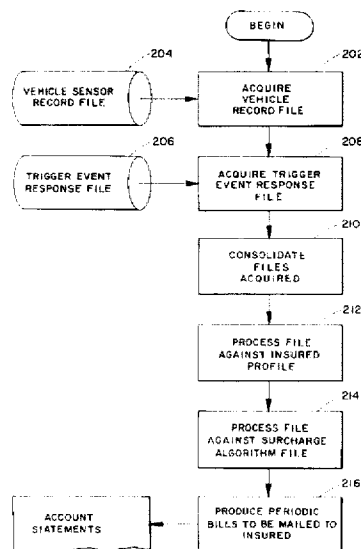 BEGIN
204
202
VEHICLE SENSOR
RECORD FILE
ACQUIRE
VEHICLE
RECORD FILE
206
208
TRIGGER EVENT
RESPONSE FILE
ACQUIRE TRIGGER
EVENT RESPONSE
FILE
210
CONSOLIDATE
FILES
ACQUIRED
212
PROCESS FILE
AGAINST INSURED
PROFILE
214
PROCESS FILE
AGAINST SURCHARGE
ALGORITHM FILE
216
ACCOUNT
STATEMENTS
PRODUCE PERIODIC
BILLS TO BE MAILED TO
INSURED